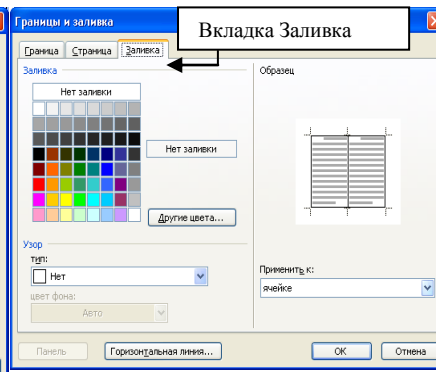 Границы и заливка
Вкладка Заливка
Граница
Страница
Заливка
Заливка
Образец
Нет заливки
Нет заливки
Другие цвета...
Узор
тип:
Нет
цвет фона:
Авто
Применить к:
ячейке
Панель
Горизонтальная линия...
ОК
Отмена